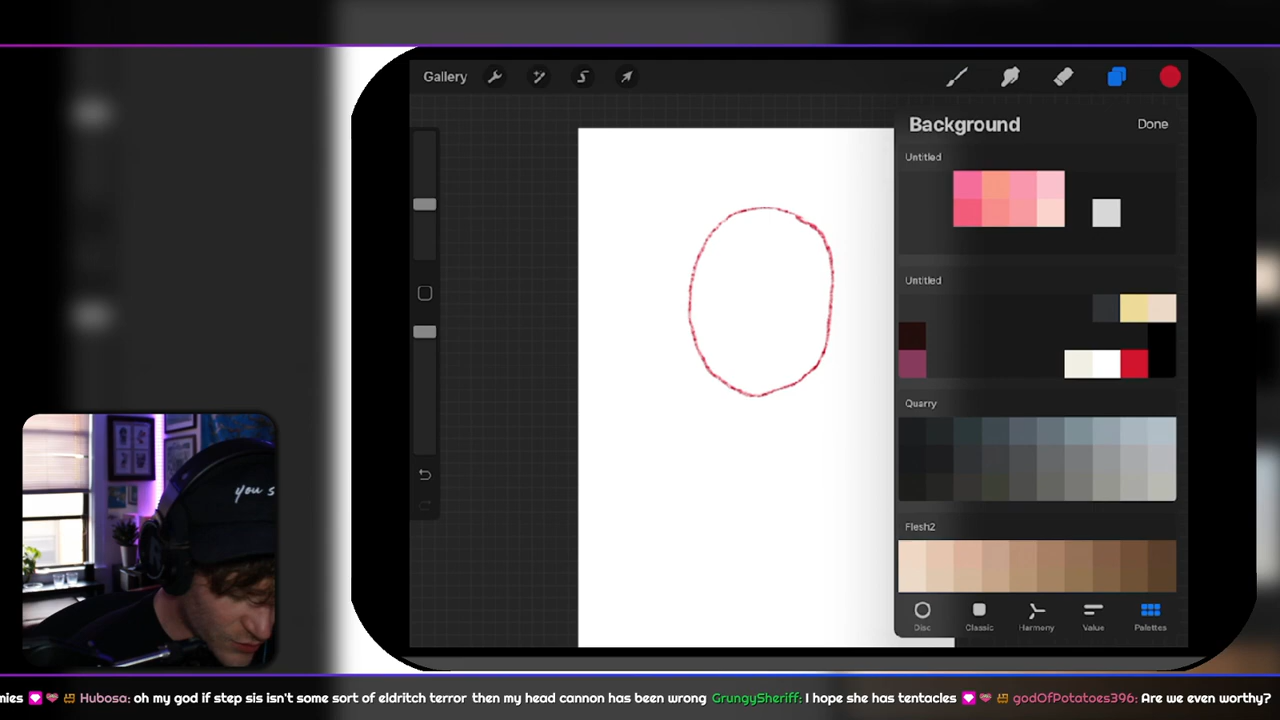 Gallery
Background
Done
Untitled
Untitled
Quarry
Flesh2
Disc
Classic
Harmony
Value
Palettes
you s
mies Hubosa: oh my god if step sis isn't some sort of eldritch terror then my head cannon has been wrong GrungySheriff: I hope she has tentacles godOfPotatoes396: Are we even worthy?